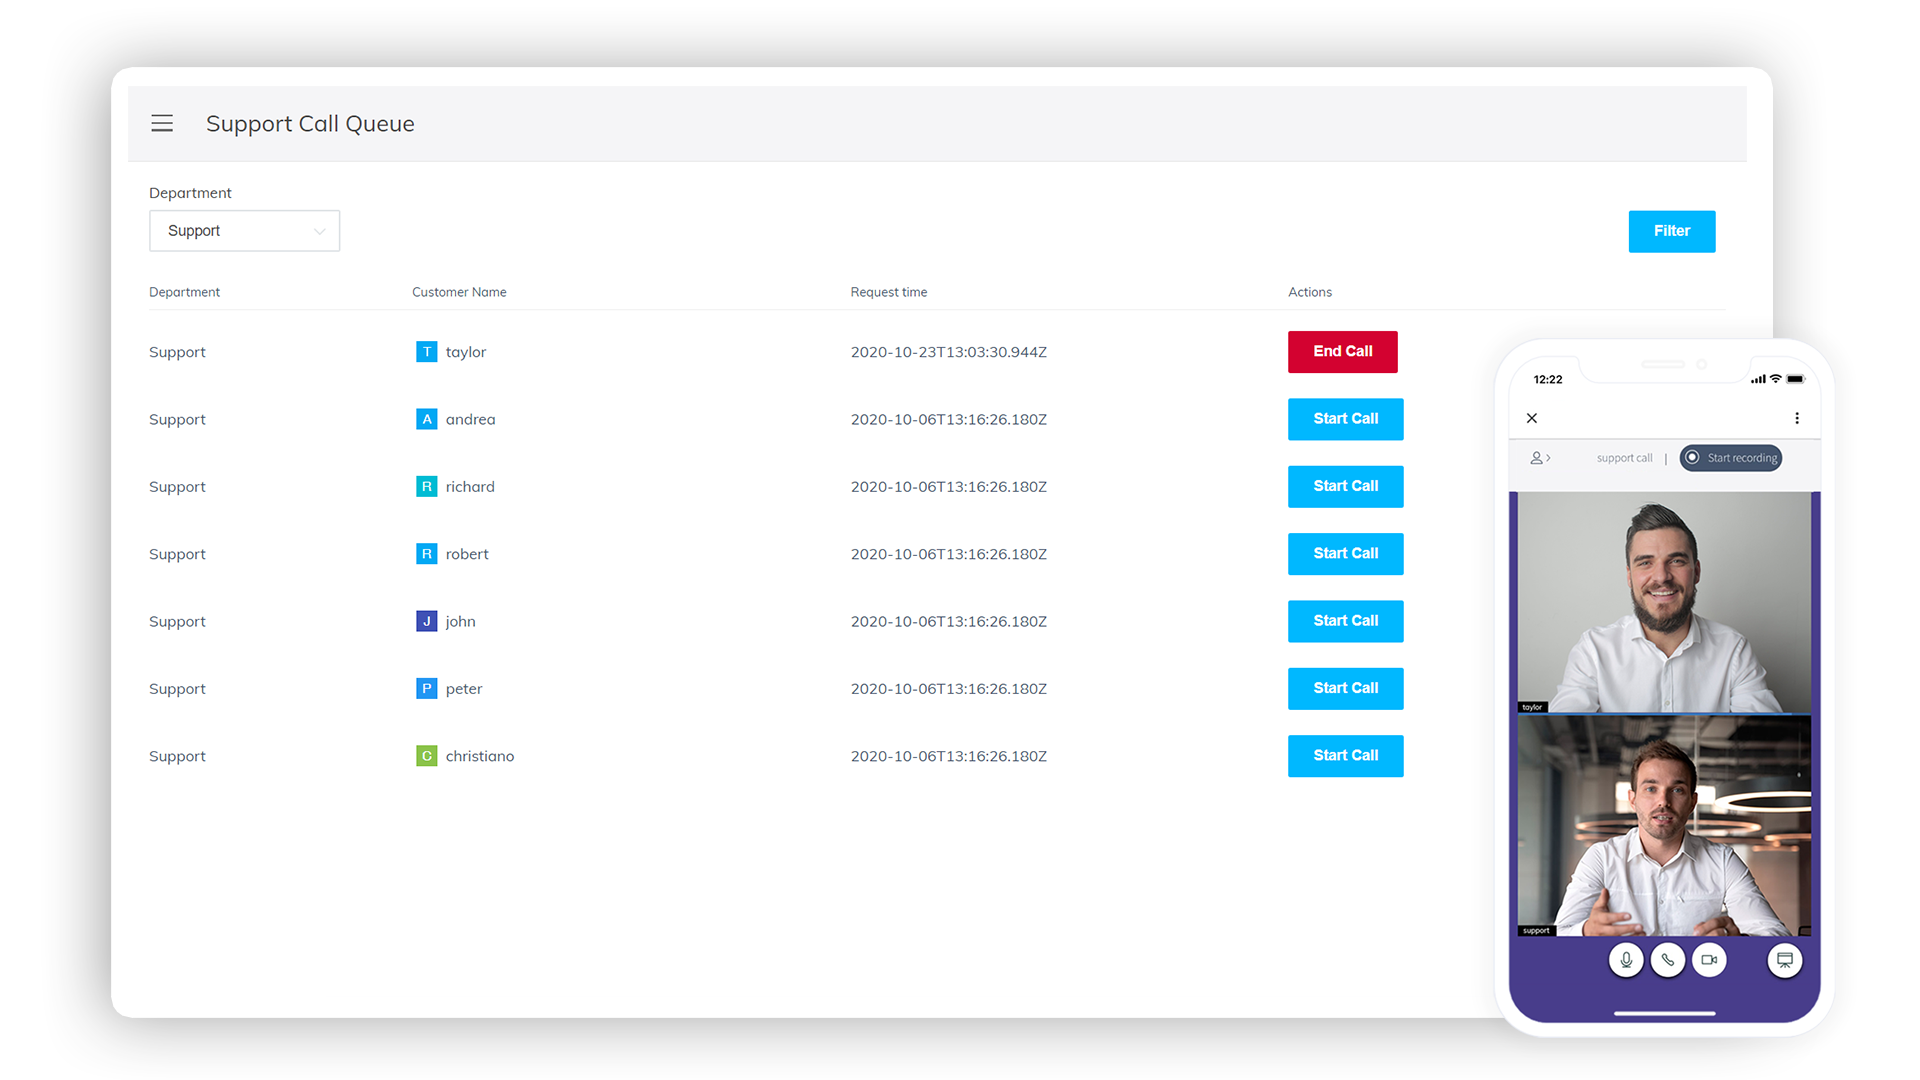 Support Call Queue
Department
Support
Filter
Department Customer Name Request time Actions
Support T taylor 2020-10-23T13:03:30.944Z End Call
Support A andrea 2020-10-06T13:16:26.180Z Start Call
Support R richard 2020-10-06T13:16:26.180Z Start Call
Support R robert 2020-10-06T13:16:26.180Z Start Call
Support J john 2020-10-06T13:16:26.180Z Start Call
Support P peter 2020-10-06T13:16:26.180Z Start Call
Support C christiano 2020-10-06T13:16:26.180Z Start Call
12:22
support call | Start recording
taylor
support